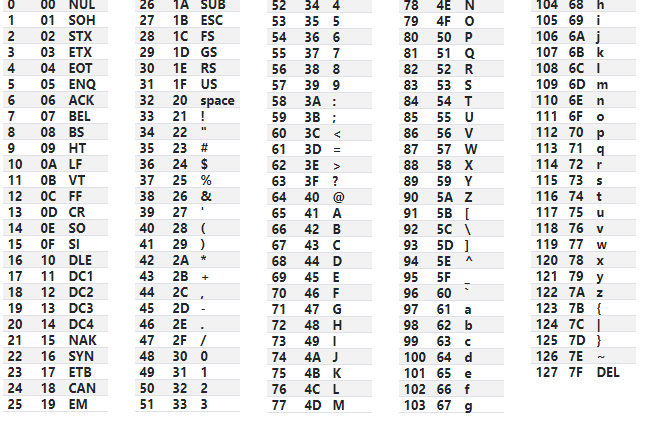 0 00 NUL 26 1A SUB 52 34 4 78 4E N 104 68 h
1 01 SOH 27 1B ESC 53 35 5 79 4F O 105 69 i
2 02 STX 28 1C FS 54 36 6 80 50 P 106 6A j
3 03 ETX 29 1D GS 55 37 7 81 51 Q 107 6B k
4 04 EOT 30 1E RS 56 38 8 82 52 R 108 6C l
5 05 ENQ 31 1F US 57 39 9 83 53 S 109 6D m
6 06 ACK 32 20 space 58 3A : 84 54 T 110 6E n
7 07 BEL 33 21 ! 59 3B ; 85 55 U 111 6F o
8 08 BS 34 22 " 60 3C < 86 56 V 112 70 p
9 09 HT 35 23 # 61 3D = 87 57 W 113 71 q
10 0A LF 36 24 $ 62 3E > 88 58 X 114 72 r
11 0B VT 37 25 % 63 3F ? 89 59 Y 115 73 s
12 0C FF 38 26 & 64 40 @ 90 5A Z 116 74 t
13 0D CR 39 27 ' 65 41 A 91 5B [ 117 75 u
14 0E SO 40 28 ( 66 42 B 92 5C \ 118 76 v
15 0F SI 41 29 ) 67 43 C 93 5D ] 119 77 w
16 10 DLE 42 2A * 68 44 D 94 5E ^ 120 78 x
17 11 DC1 43 2B + 69 45 E 95 5F _ 121 79 y
18 12 DC2 44 2C , 70 46 F 96 60 ` 122 7A z
19 13 DC3 45 2D - 71 47 G 97 61 a 123 7B {
20 14 DC4 46 2E . 72 48 H 98 62 b 124 7C |
21 15 NAK 47 2F / 73 49 I 99 63 c 125 7D }
22 16 SYN 48 30 0 74 4A J 100 64 d 126 7E ~
23 17 ETB 49 31 1 75 4B K 101 65 e 127 7F DEL
24 18 CAN 50 32 2 76 4C L 102 66 f
25 19 EM 51 33 3 77 4D M 103 67 g